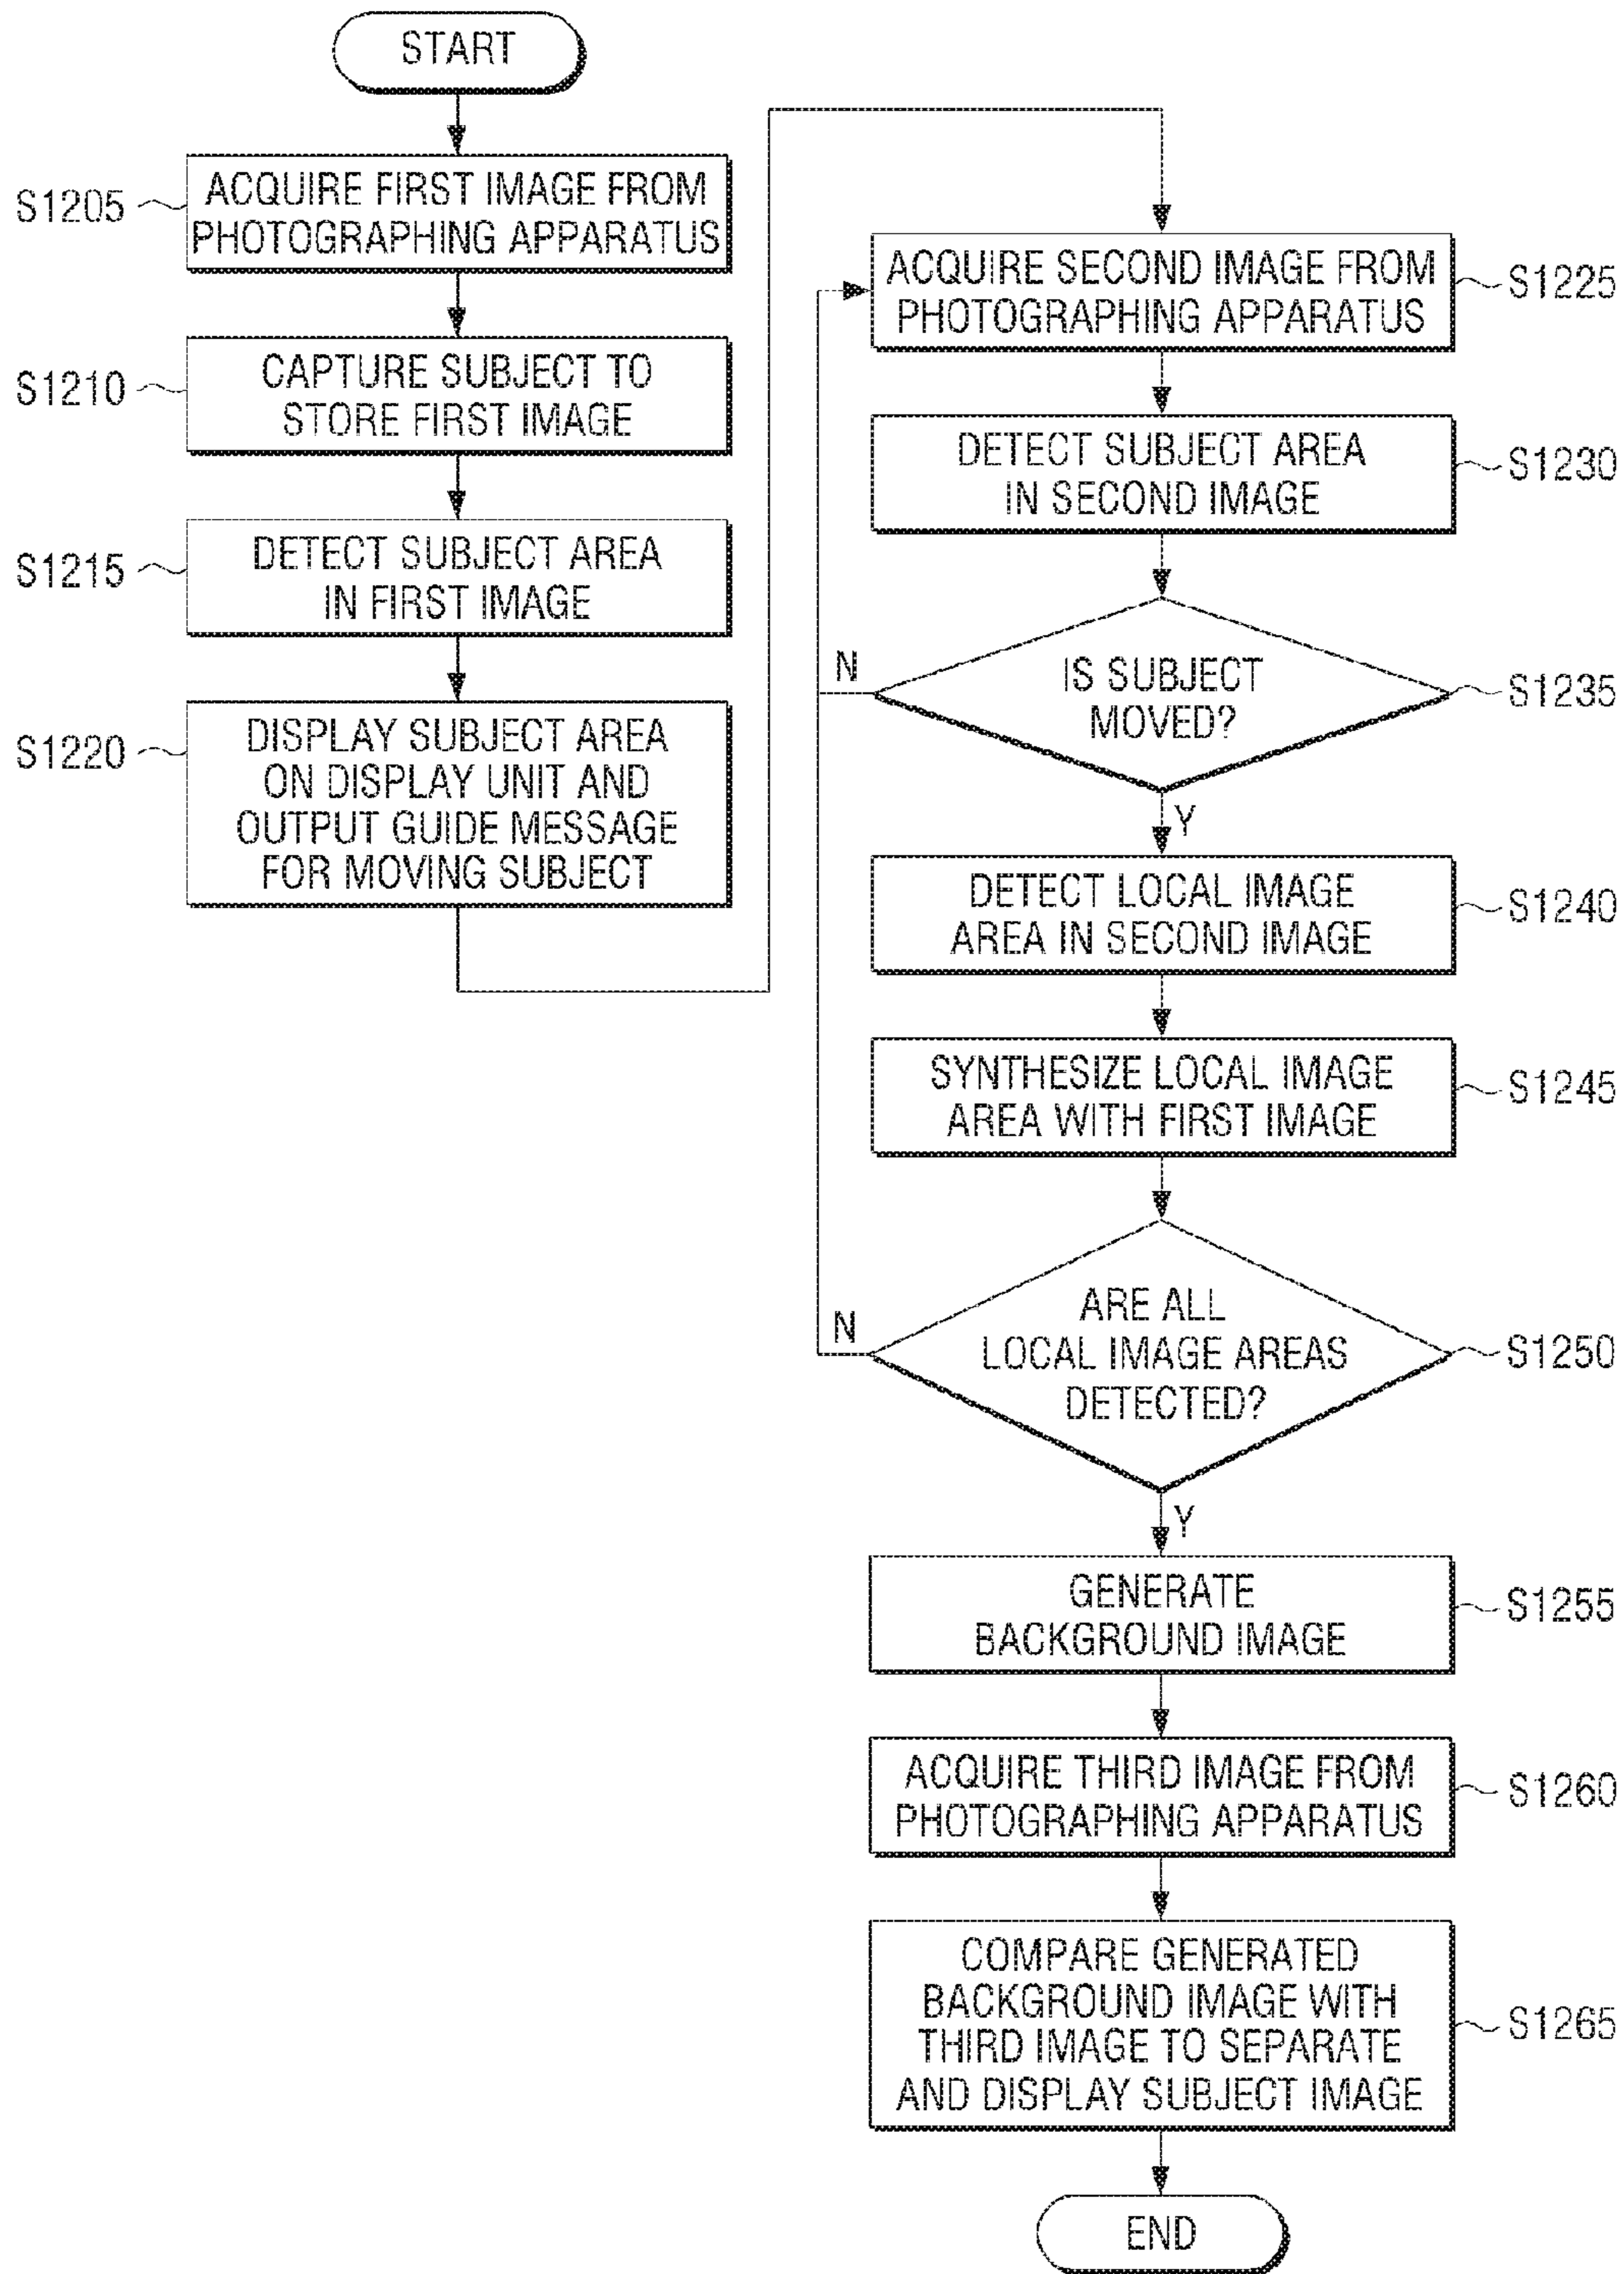 START
S1205
ACQUIRE FIRST IMAGE FROM
PHOTOGRAPHING APPARATUS
S1210
CAPTURE SUBJECT TO
STORE FIRST IMAGE
S1215
DETECT SUBJECT AREA
IN FIRST IMAGE
S1220
DISPLAY SUBJECT AREA
ON DISPLAY UNIT AND
OUTPUT GUIDE MESSAGE
FOR MOVING SUBJECT
ACQUIRE SECOND IMAGE FROM
PHOTOGRAPHING APPARATUS
S1225
DETECT SUBJECT AREA
IN SECOND IMAGE
S1230
N
IS SUBJECT
MOVED?
S1235
Y
DETECT LOCAL IMAGE
AREA IN SECOND IMAGE
S1240
SYNTHESIZE LOCAL IMAGE
AREA WITH FIRST IMAGE
S1245
N
ARE ALL
LOCAL IMAGE AREAS
DETECTED?
S1250
Y
GENERATE
BACKGROUND IMAGE
S1255
ACQUIRE THIRD IMAGE FROM
PHOTOGRAPHING APPARATUS
S1260
COMPARE GENERATED
BACKGROUND IMAGE WITH
THIRD IMAGE TO SEPARATE
AND DISPLAY SUBJECT IMAGE
S1265
END